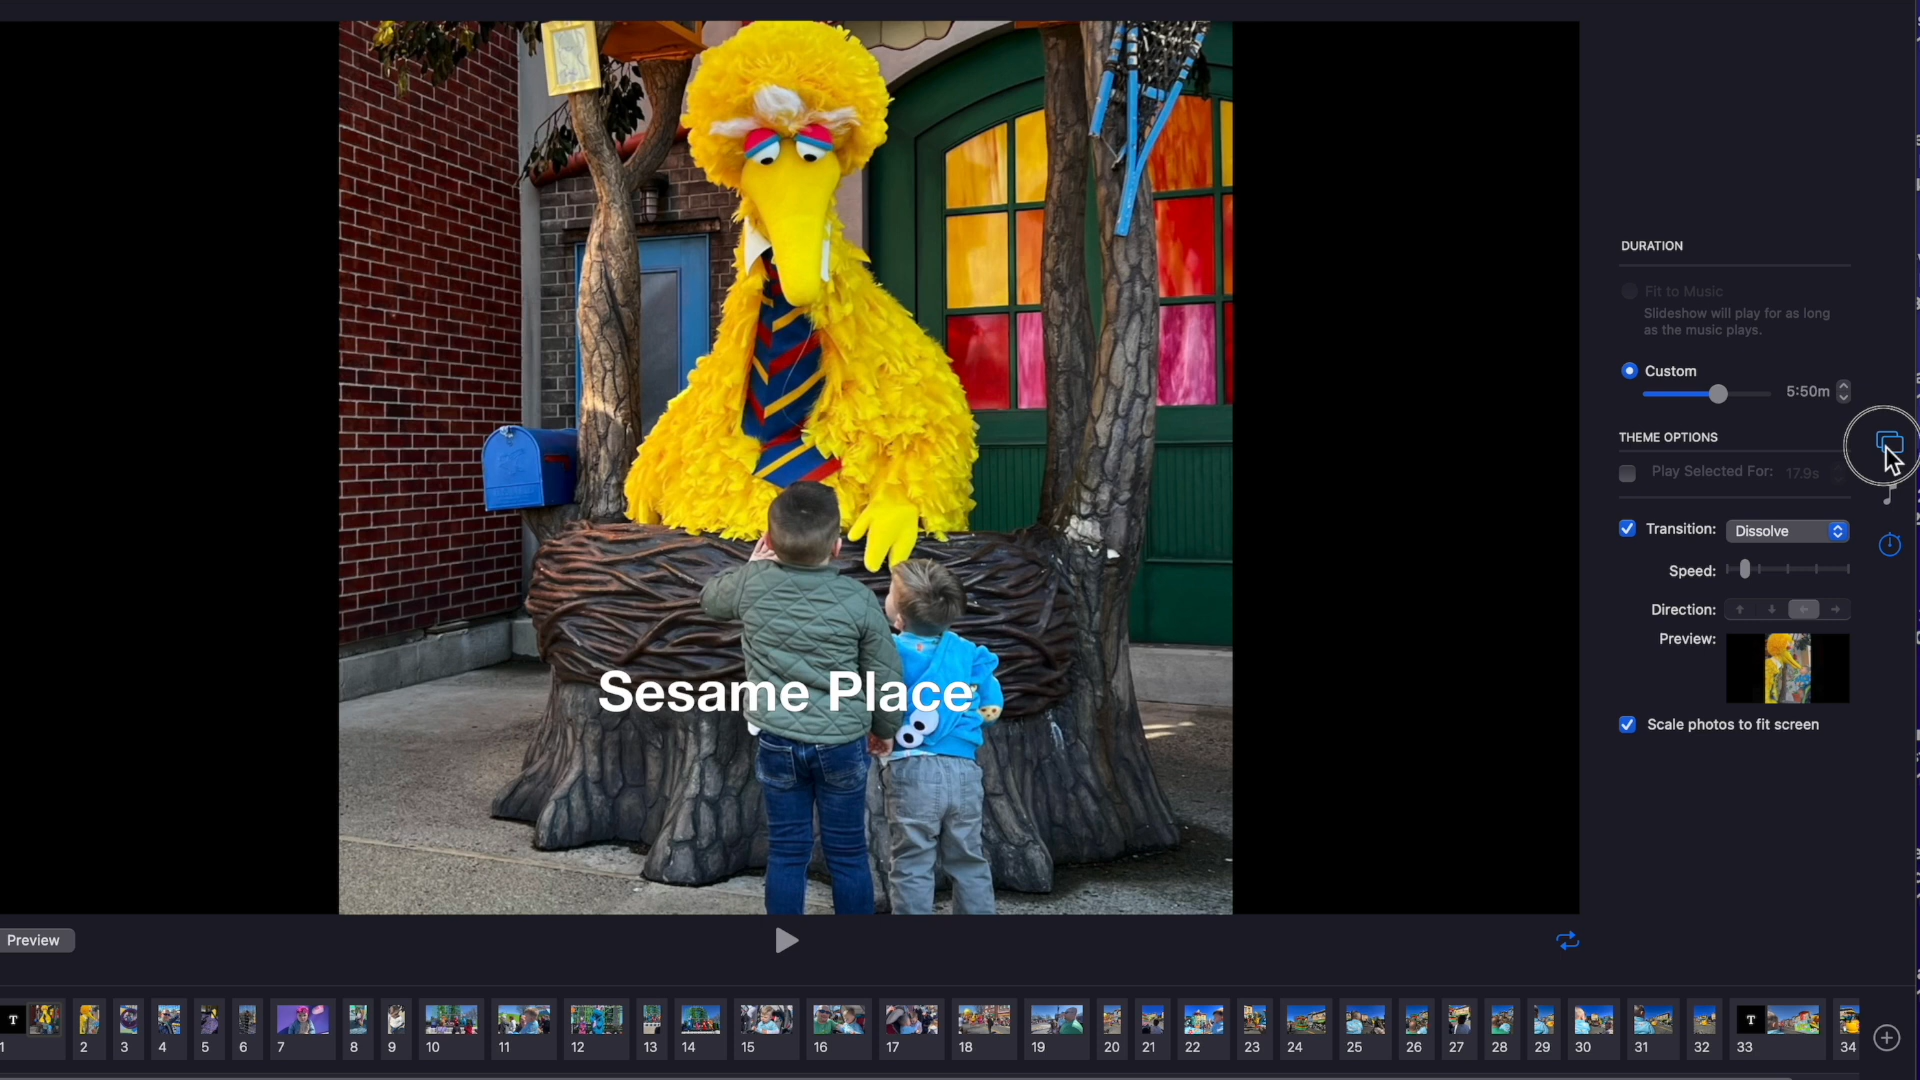 DURATION
Fit to Music
Slideshow will play for as long
as the music plays.
Custom
5:50m
THEME OPTIONS
Play Selected For: 17.9s
Transition: Dissolve
Speed:
Direction:
Preview:
Scale photos to fit screen
Sesame Place
Preview
T T
1 2 3 4 5 6 7 8 9 10 11 12 13 14 15 16 17 18 19 20 21 22 23 24 25 26 27 28 29 30 31 32 33 34